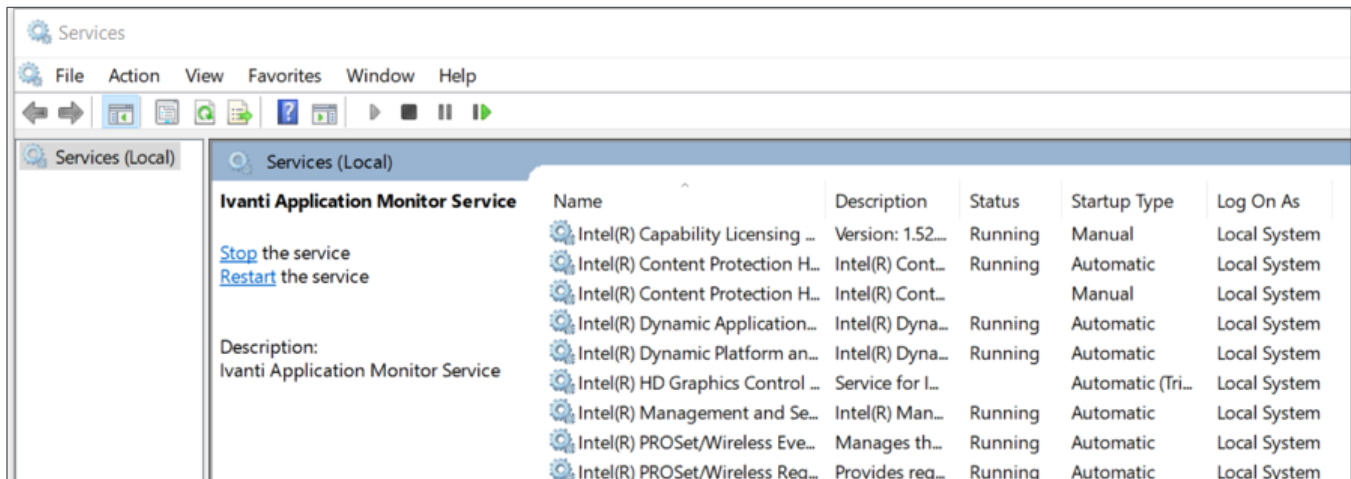 Services
File Action View Favorites Window Help
Services (Local)
Services (Local)
Ivanti Application Monitor Service
Stop the service
Restart the service
Description:
Ivanti Application Monitor Service
Name Description Status Startup Type Log On As
Intel(R) Capability Licensing ... Version: 1.52.... Running Manual Local System
Intel(R) Content Protection H... Intel(R) Cont... Running Automatic Local System
Intel(R) Content Protection H... Intel(R) Cont... Manual Local System
Intel(R) Dynamic Application... Intel(R) Dyna... Running Automatic Local System
Intel(R) Dynamic Platform an... Intel(R) Dyna... Running Automatic Local System
Intel(R) HD Graphics Control ... Service for I... Automatic (Tri... Local System
Intel(R) Management and Se... Intel(R) Man... Running Automatic Local System
Intel(R) PROSet/Wireless Eve... Manages th... Running Automatic Local System
Intel(R) PROSet/Wireless Reg... Provides reg... Running Automatic Local System